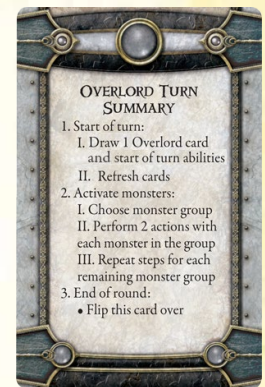 OVERLORD TURN
SUMMARY
1. Start of turn:
I. Draw 1 Overlord card
and start of turn abilities
II. Refresh cards
2. Activate monsters:
I. Choose monster group
II. Perform 2 actions with
each monster in the group
III. Repeat steps for each
remaining monster group
3. End of round:
• Flip this card over